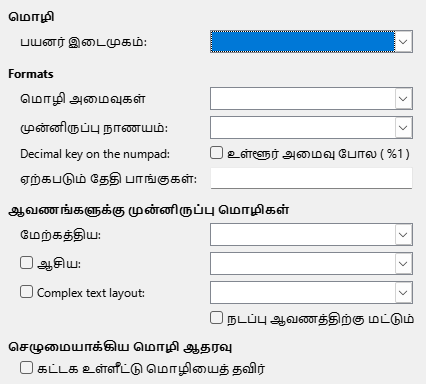 மொழி
பயனர் இடைமுகம்:
Formats
மொழி அமைவுகள்
முன்னிருப்பு நாணயம்:
Decimal key on the numpad: உள்ளூர் அமைவு போல ( %1 )
ஏற்கபடும் தேதி பாங்குகள்:
ஆவணங்களுக்கு முன்னிருப்பு மொழிகள்
மேற்கத்திய:
ஆசிய:
Complex text layout:
நடப்பு ஆவணத்திற்கு மட்டும்
செழுமையாக்கிய மொழி ஆதரவு
கட்டக உள்ளீட்டு மொழியைத் தவிர்